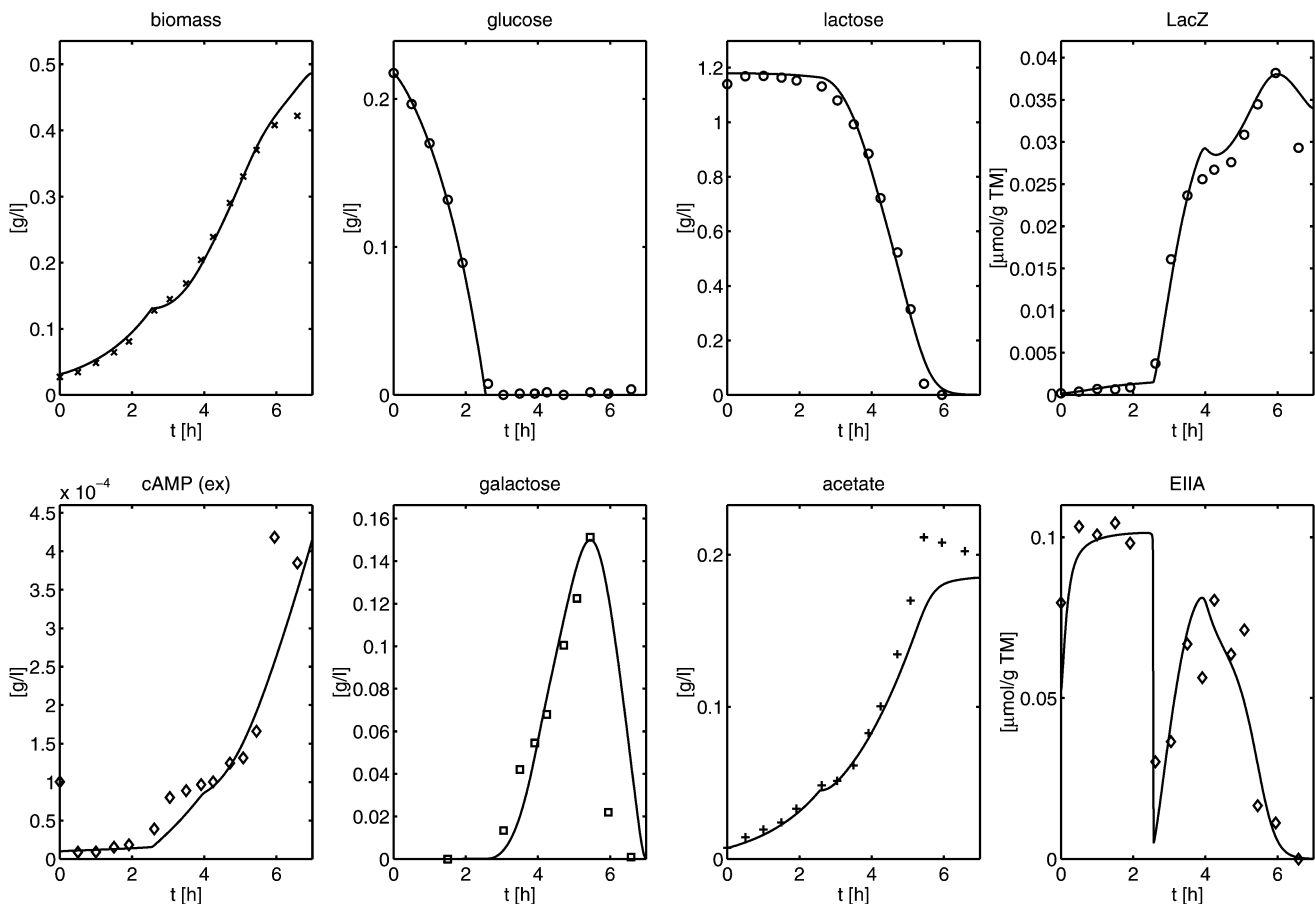 biomass
0.5
0.4
0.3
0.2
0.1
0
[g/l]
0 2 4 6
t [h]
glucose
0.2
0.1
0
[g/l]
0 2 4 6
t [h]
lactose
1.2
1
0.8
0.6
0.4
0.2
0
[g/l]
0 2 4 6
t [h]
LacZ
0.04
0.035
0.03
0.025
0.02
0.015
0.01
0.005
0
[μmol/g TM]
0 2 4 6
t [h]
cAMP (ex)
x 10⁻⁴
4.5
4
3.5
3
2.5
2
1.5
1
0.5
0
[g/l]
0 2 4 6
t [h]
galactose
0.16
0.14
0.12
0.1
0.08
0.06
0.04
0.02
0
[g/l]
0 2 4 6
t [h]
acetate
0.2
0.1
0
[g/l]
0 2 4 6
t [h]
EIIA
0.1
0.05
0
[μmol/g TM]
0 2 4 6
t [h]